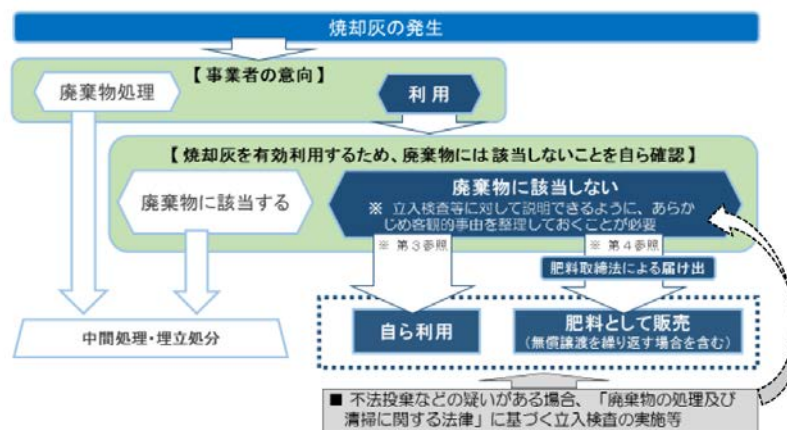 焼却灰の発生
【 事業者の意向 】
廃棄物処理
利 用
【 焼却灰を有効利用するため、廃棄物には該当しないことを自ら確認 】
廃棄物に該当する
廃棄物に該当しない
※ 立入検査等に対して説明できるように、あらか
じめ客観的事由を整理しておくことが必要
※ 第3参照
※ 第4参照
肥料取締法による届け出
中間処理・埋立処分
自ら利用
肥料として販売
（無償譲渡を繰り返す場合を含む）
■ 不法投棄などの疑いがある場合、「廃棄物の処理及び
清掃に関する法律」に基づく立入検査の実施等